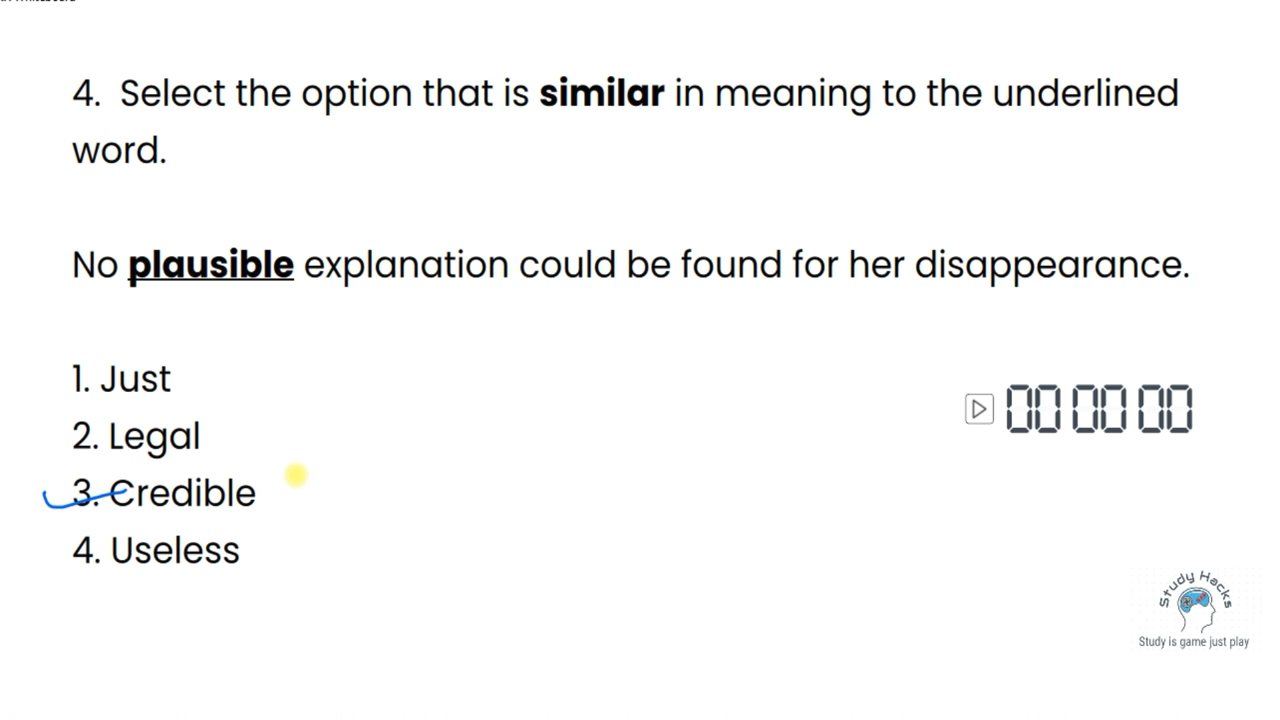 4. Select the option that is similar in meaning to the underlined
word.
No plausible explanation could be found for her disappearance.
1. Just
2. Legal
3. Credible
4. Useless
00 00 00
Study Hacks
Study is game just play